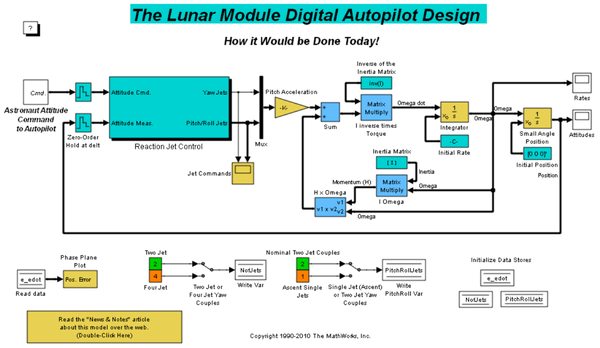 The Lunar Module Digital Autopilot Design
How it Would be Done Today!
?
Cmd.
Astronaut Attitude
Command
to Autopilot
Zero-Order
Hold at delt
Attitude Cmd.
Attitude Meas.
Yaw Jets
Pitch/Roll Jets
Reaction Jet Control
Jet Commands
Mux
Pitch Acceleration
-K-
Sum
Inverse of the
Inertia Matrix
inv(I)
Matrix
Multiply
I inverse times
Torque
Omega dot
1
s
xo
Integrator
-C-
Initial Rate
Omega
Omega
1
s
xo
Small Angle
Position
[0 0 0]'
Initial Position
Position
Rates
Attitudes
Inertia Matrix
[ I ]
Inertia
Matrix
Multiply
I Omega
Momentum (H)
H x Omega
v1
v1 x v2
v2
Omega
Omega
Phase Plane
Plot
e_edot
Read data
Pos. Error
Two Jet
2
4
Four Jet
Two Jet or
Four Jet Yaw
Couples
NotJets
Write Var
Nominal Two Jet Couples
2
1
Ascent Single
Jets
Single Jet (Ascent)
or Two Jet Yaw
Couples
PitchRollJets
Write
PitchRoll Var
Initialize Data Stores
e_edot
NotJets
PitchRollJets
Read the "News & Notes" article
about this model over the web.
(Double-Click Here)
Copyright 1990-2010 The MathWorks, Inc.